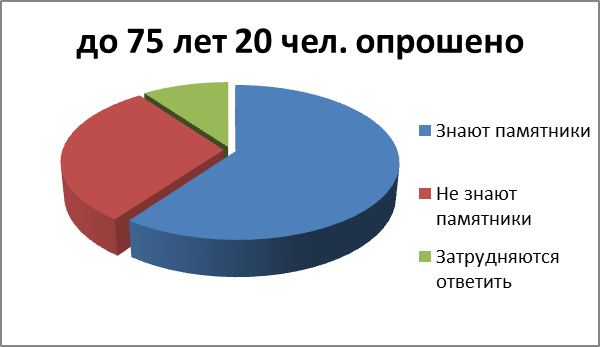 до 75 лет 20 чел. опрошено
Знают памятники
Не знают
памятники
Затрудняются
ответить